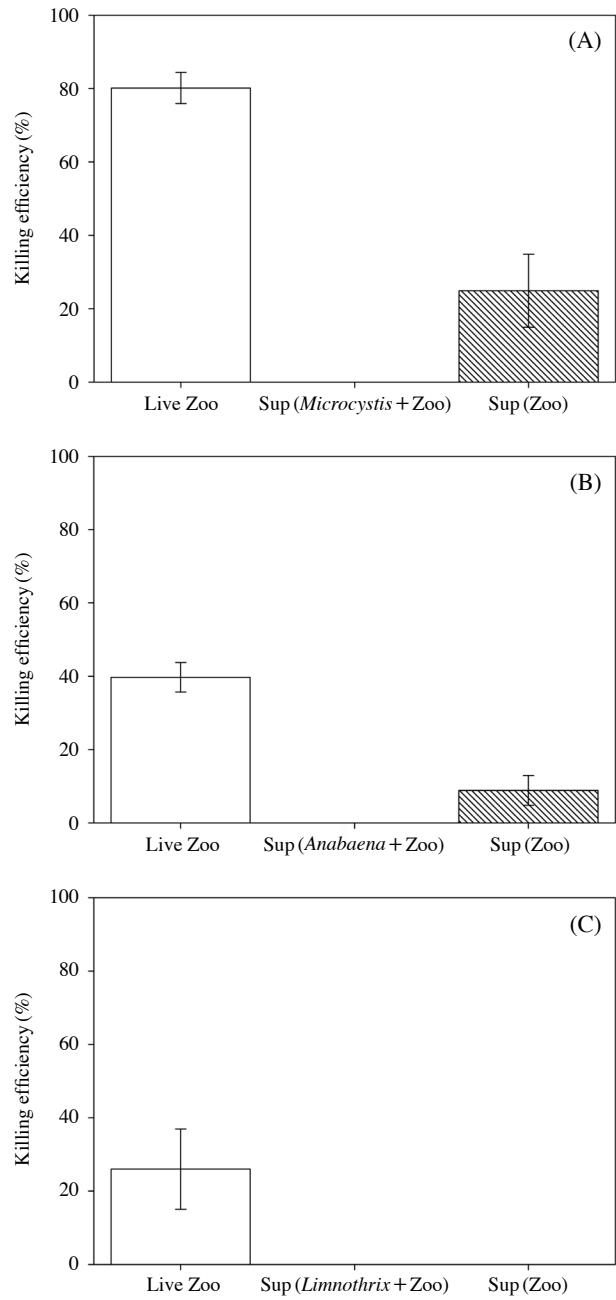 100
(A)
80
60
40
20
0
Killing efficiency (%)
Live Zoo Sup (Microcystis + Zoo) Sup (Zoo)
100
(B)
80
60
40
20
0
Killing efficiency (%)
Live Zoo Sup (Anabaena + Zoo) Sup (Zoo)
100
(C)
80
60
40
20
0
Killing efficiency (%)
Live Zoo Sup (Limnothrix + Zoo) Sup (Zoo)